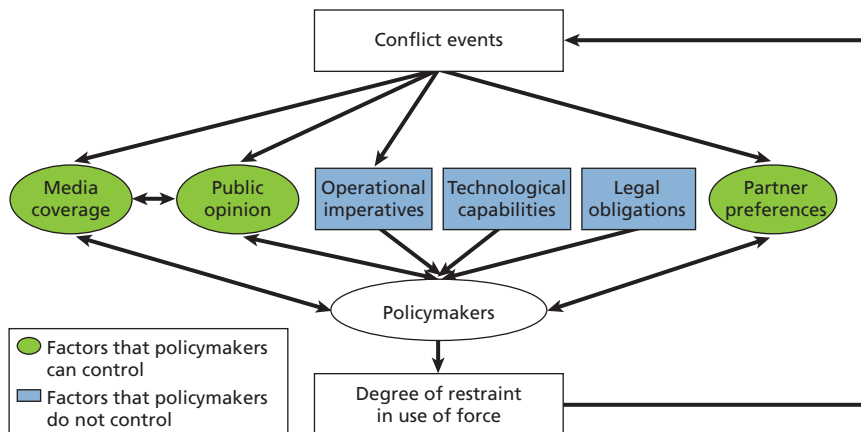 Conflict events
Media
coverage
Public
opinion
Operational
imperatives
Technological
capabilities
Legal
obligations
Partner
preferences
Policymakers
Factors that policymakers
can control
Factors that policymakers
do not control
Degree of restraint
in use of force